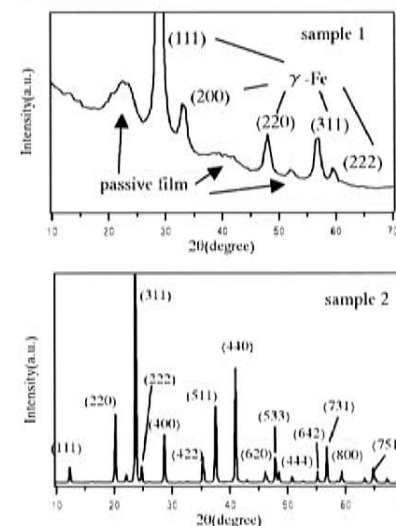 (111)
sample 1
(200)
γ-Fe
(220)
(311)
(222)
passive film
Intensity(a.u.)
10 20 30 40 50 60 70
2θ(degree)
(311)
sample 2
(440)
(220)
(222)
(511)
(400)
(533)
(731)
(642)
(111)
(422)
(620)
(444)
(800)
(751)
Intensity(a.u.)
10 20 30 40 50 60
2θ(degree)